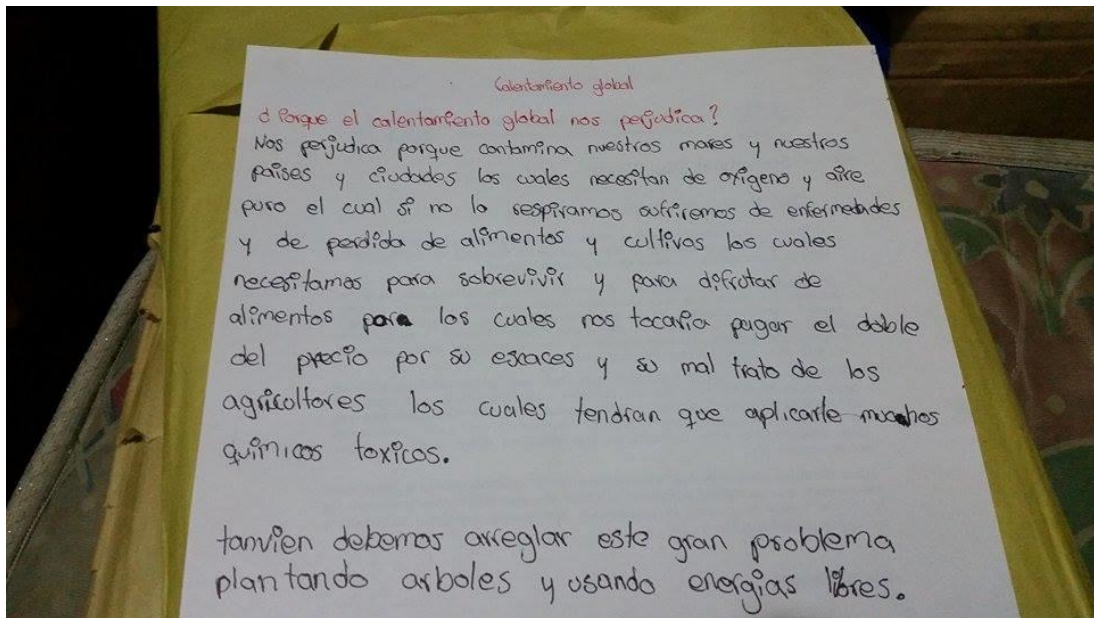 Calentamiento global
¿Porque el calentamiento global nos perjudica?
Nos perjudica porque contamina nuestros mares y nuestros
paises y ciudades los cuales necesitan de oxigeno y aire
puro el cual si no lo respiramos sufriremos de enfermedades
y de perdida de alimentos y cultivos los cuales
necesitamos para sobrevivir y para difrutar de
alimentos para los cuales nos tocaria pagar el doble
del precio por su escaces y su mal trato de los
agricultores los cuales tendran que aplicarle muchos
quimicos toxicos.
tanvien debemos arreglar este gran problema
plantando arboles y usando energias libres.